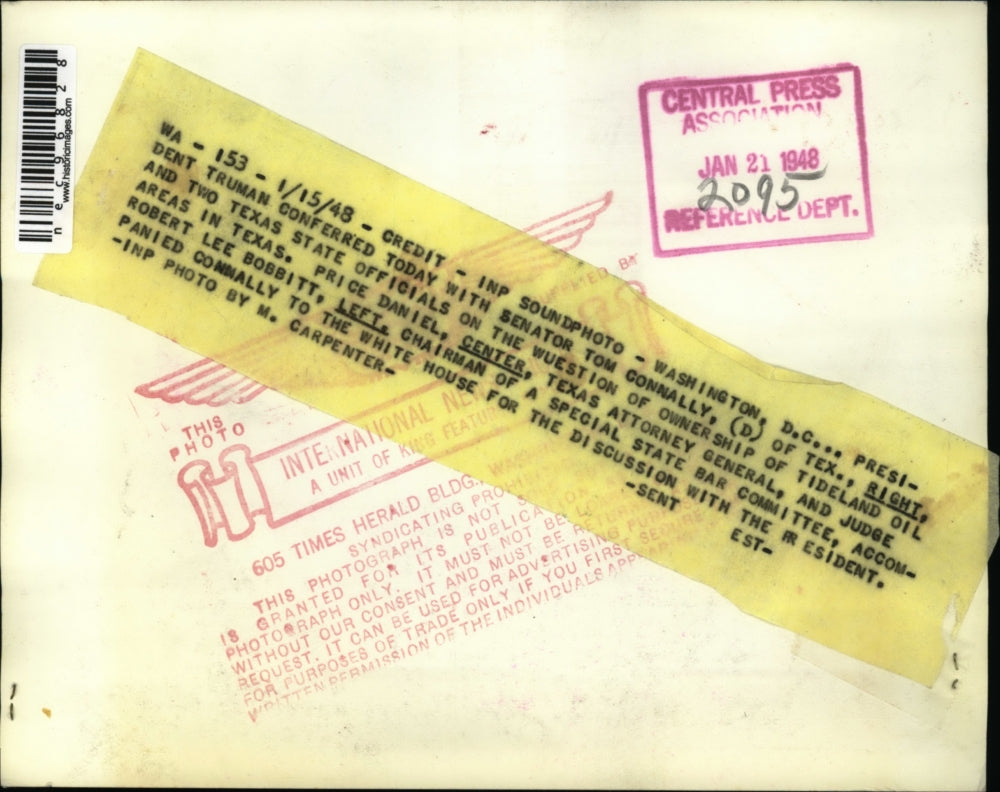 nec96828
www.historicimages.com
CENTRAL PRESS
ASSOCIATION
JAN 21 1948
2095
REFERENCE DEPT.
WA - 153 - 1/15/48 - CREDIT - INP SOUNDPHOTO - WASHINGTON, D.C... PRESI-
DENT TRUMAN CONFERRED TODAY WITH SENATOR TOM CONNALLY, (D) OF TEX., RIGHT,
AND TWO TEXAS STATE OFFICIALS ON THE WUESTION OF OWNERSHIP OF TIDELAND OIL
AREAS IN TEXAS. PRICE DANIEL, CENTER, TEXAS ATTORNEY GENERAL, AND JUDGE
ROBERT LEE BOBBITT, LEFT, CHAIRMAN OF A SPECIAL STATE BAR COMMITTEE, ACCOM-
PANIED CONNALLY TO THE WHITE HOUSE FOR THE DISCUSSION WITH THE PRESIDENT.
-INP PHOTO BY M. CARPENTER- -SENT EST-
THIS
PHOTO
BY
INTERNATIONAL NEWS
A UNIT OF KING FEATURES
605 TIMES HERALD BLDG.
SYNDICATING
THIS PHOTOGRAPH IS NOT
IS GRANTED FOR ITS PUBLICATION
PHOTOGRAPH ONLY. IT MUST NOT BE
WITHOUT OUR CONSENT AND MUST BE
REQUEST. IT CAN BE USED FOR ADVERTISING
FOR PURPOSES OF TRADE ONLY IF YOU FIRST SECURE
WRITTEN PERMISSION OF THE INDIVIDUALS